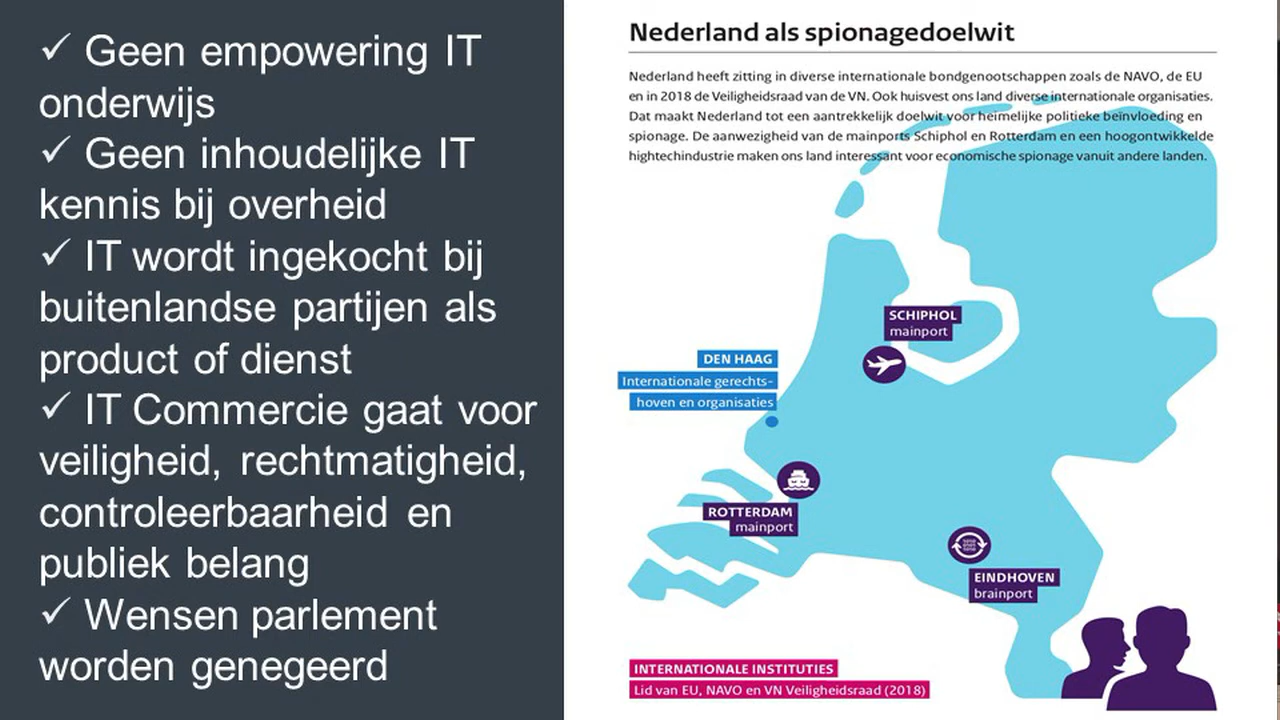 ✓ Geen empowering IT
onderwijs
✓ Geen inhoudelijke IT
kennis bij overheid
✓ IT wordt ingekocht bij
buitenlandse partijen als
product of dienst
✓ IT Commercie gaat voor
veiligheid, rechtmatigheid,
controleerbaarheid en
publiek belang
✓ Wensen parlement
worden genegeerd
Nederland als spionagedoelwit
Nederland heeft zitting in diverse internationale bondgenootschappen zoals de NAVO, de EU
en in 2018 de Veiligheidsraad van de VN. Ook huisvest ons land diverse internationale organisaties.
Dat maakt Nederland tot een aantrekkelijk doelwit voor heimelijke politieke beïnvloeding en
spionage. De aanwezigheid van de mainports Schiphol en Rotterdam en een hoogontwikkelde
hightechindustrie maken ons land interessant voor economische spionage vanuit andere landen.
SCHIPHOL
mainport
DEN HAAG
Internationale gerechts-
hoven en organisaties
ROTTERDAM
mainport
EINDHOVEN
brainport
INTERNATIONALE INSTITUTIES
Lid van EU, NAVO en VN Veiligheidsraad (2018)